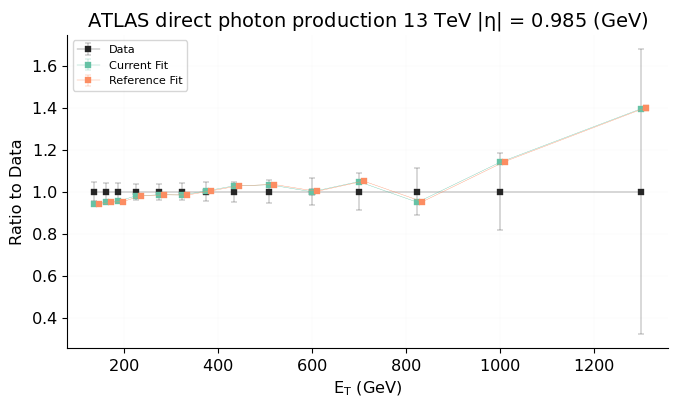 ATLAS direct photon production 13 TeV |η| = 0.985 (GeV)
Data
Current Fit
Reference Fit
Ratio to Data
1.6
1.4
1.2
1.0
0.8
0.6
0.4
200 400 600 800 1000 1200
E_T (GeV)